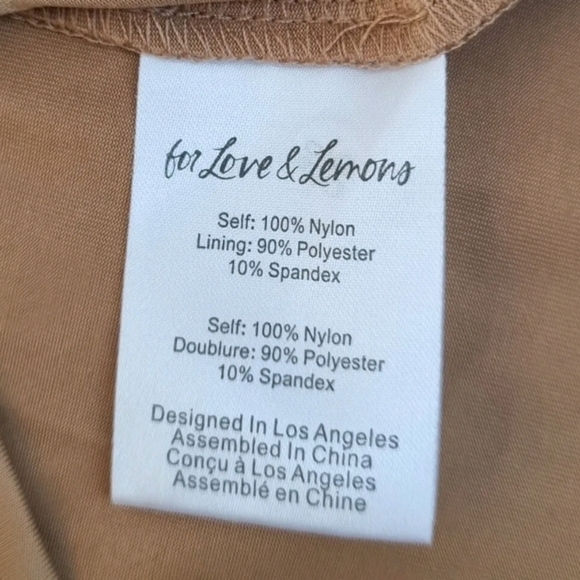 for Love & Lemons
Self: 100% Nylon
Lining: 90% Polyester
10% Spandex
Self: 100% Nylon
Doublure: 90% Polyester
10% Spandex
Designed In Los Angeles
Assembled In China
Conçu à Los Angeles
Assemblé en Chine